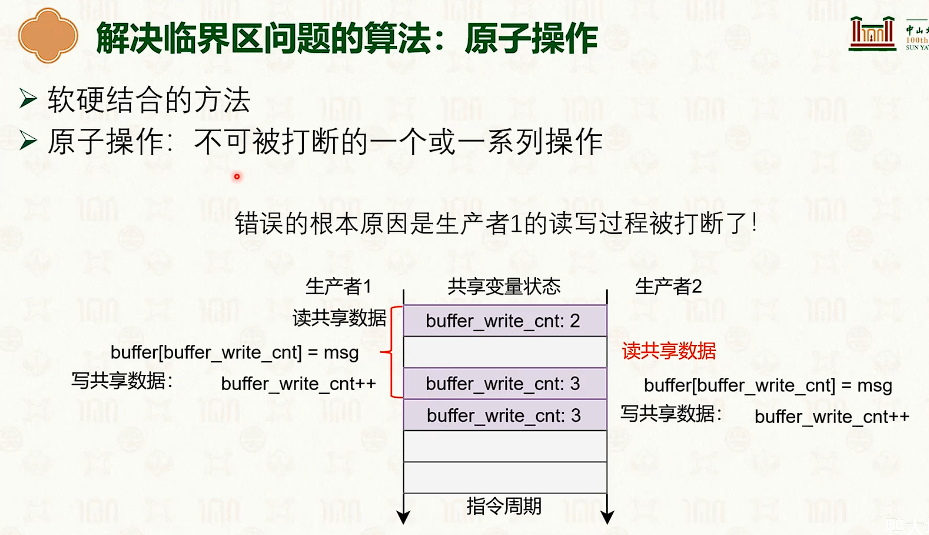 解决临界区问题的算法：原子操作
100th
SUN YAT
软硬结合的方法
原子操作：不可被打断的一个或一系列操作
错误的根本原因是生产者1的读写过程被打断了！
生产者1
共享变量状态
生产者2
读共享数据
buffer_write_cnt: 2
buffer[buffer_write_cnt] = msg
读共享数据
写共享数据：
buffer_write_cnt++
buffer_write_cnt: 3
buffer[buffer_write_cnt] = msg
buffer_write_cnt: 3
写共享数据：
buffer_write_cnt++
指令周期